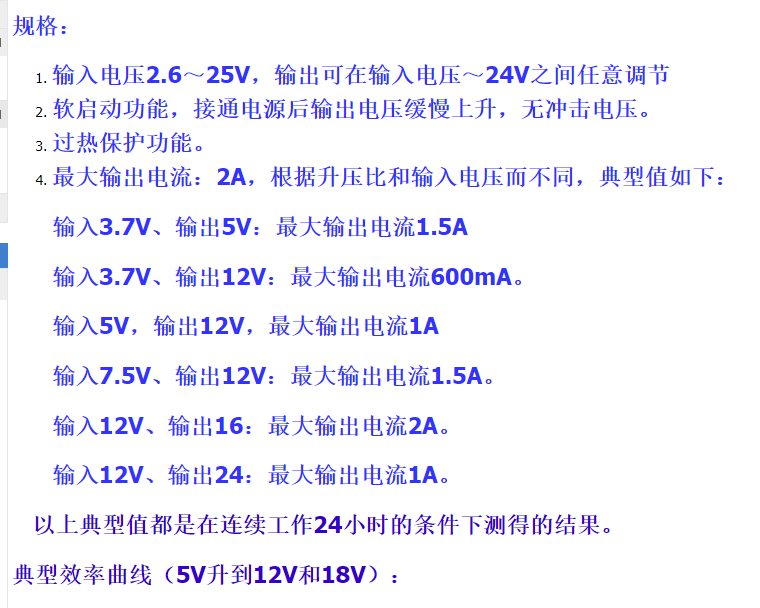 规格：
1. 输入电压2.6～25V，输出可在输入电压～24V之间任意调节
2. 软启动功能，接通电源后输出电压缓慢上升，无冲击电压。
3. 过热保护功能。
4. 最大输出电流：2A，根据升压比和输入电压而不同，典型值如下：
输入3.7V、输出5V：最大输出电流1.5A
输入3.7V、输出12V：最大输出电流600mA。
输入5V，输出12V，最大输出电流1A
输入7.5V、输出12V：最大输出电流1.5A。
输入12V、输出16：最大输出电流2A。
输入12V、输出24：最大输出电流1A。
以上典型值都是在连续工作24小时的条件下测得的结果。
典型效率曲线（5V升到12V和18V）：